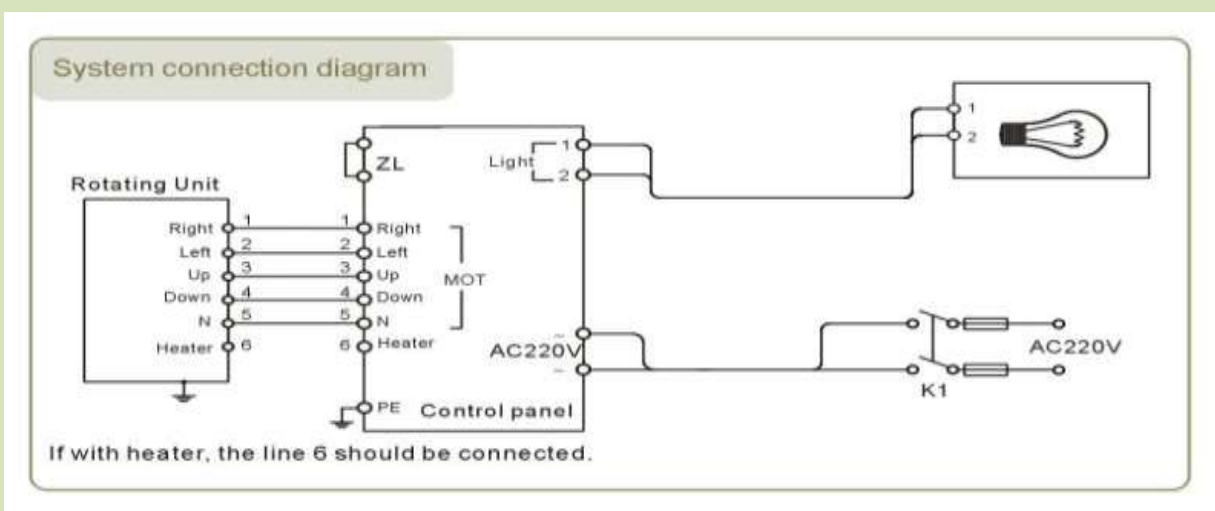 System connection diagram
Rotating Unit
Right 1
Left 2
Up 3
Down 4
N 5
Heater 6
ZL
1 Right
2 Left
3 Up
4 Down
5 N
6 Heater
MOT
PE
Light
1
2
AC220V
~
~
Control panel
1
2
K1
AC220V
If with heater, the line 6 should be connected.